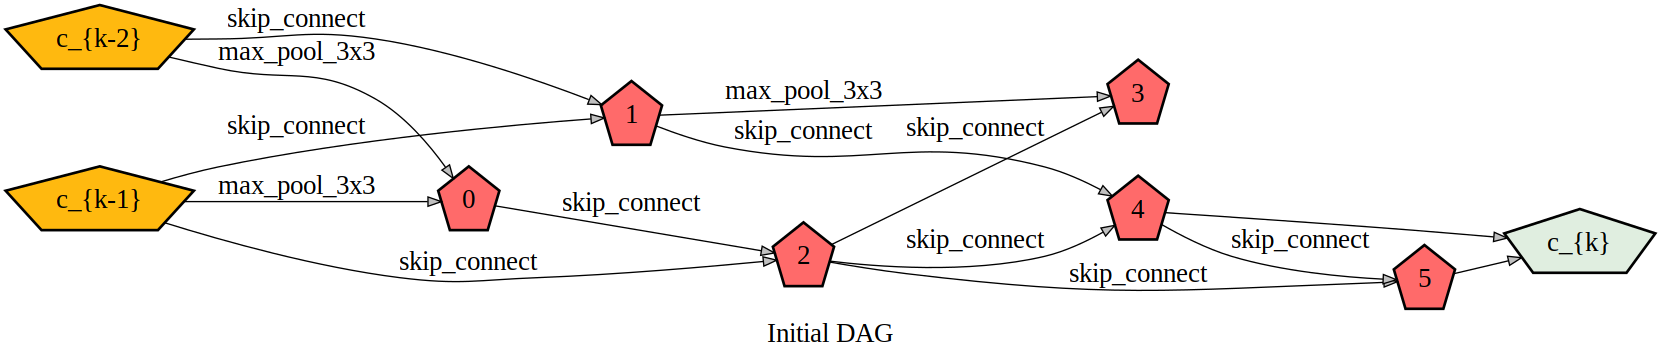 c_{k-2}
skip_connect
max_pool_3x3
skip_connect
c_{k-1}
max_pool_3x3
skip_connect
0
1
skip_connect
2
max_pool_3x3
skip_connect
skip_connect
3
skip_connect
4
skip_connect
skip_connect
5
c_{k}
Initial DAG